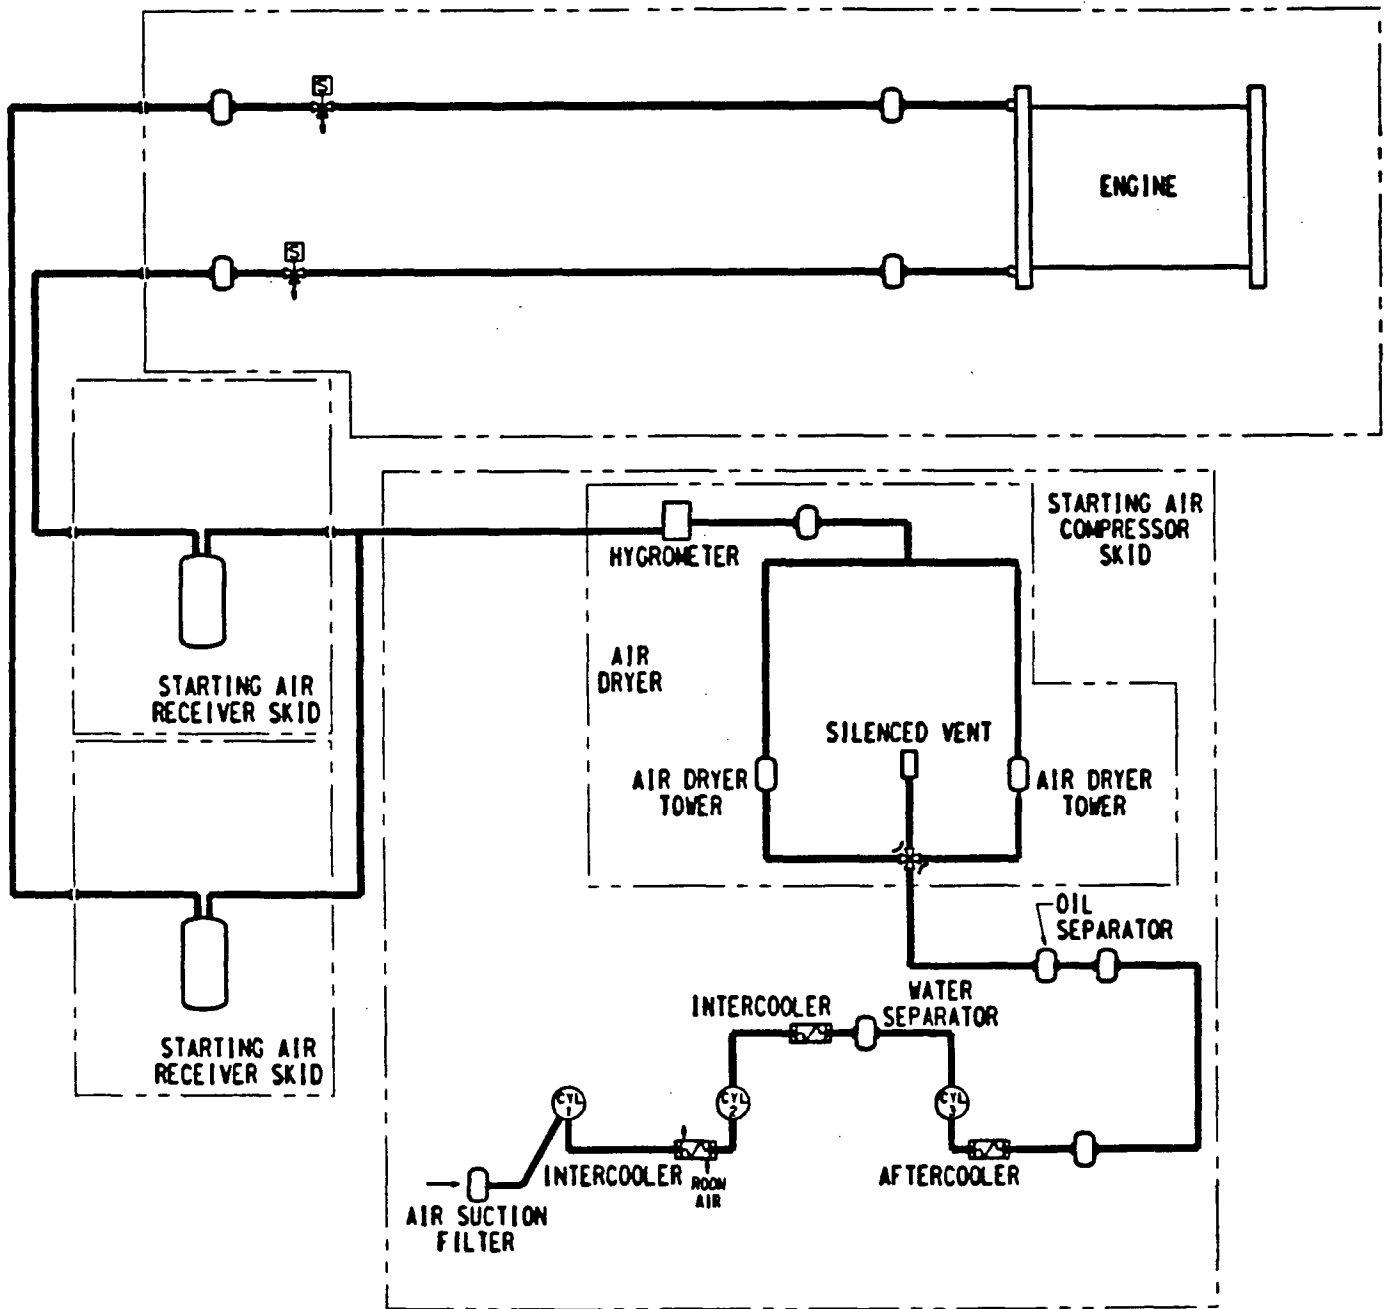 S
ENGINE
S
STARTING AIR
COMPRESSOR
SKID
HYGROMETER
AIR
DRYER
STARTING AIR
RECEIVER SKID
SILENCED VENT
AIR DRYER
TOWER
AIR DRYER
TOWER
OIL
SEPARATOR
WATER
SEPARATOR
INTERCOOLER
STARTING AIR
RECEIVER SKID
CYL
1
CYL
2
CYL
3
INTERCOOLER
ROOM
AIR
AFTERCOOLER
AIR SUCTION
FILTER